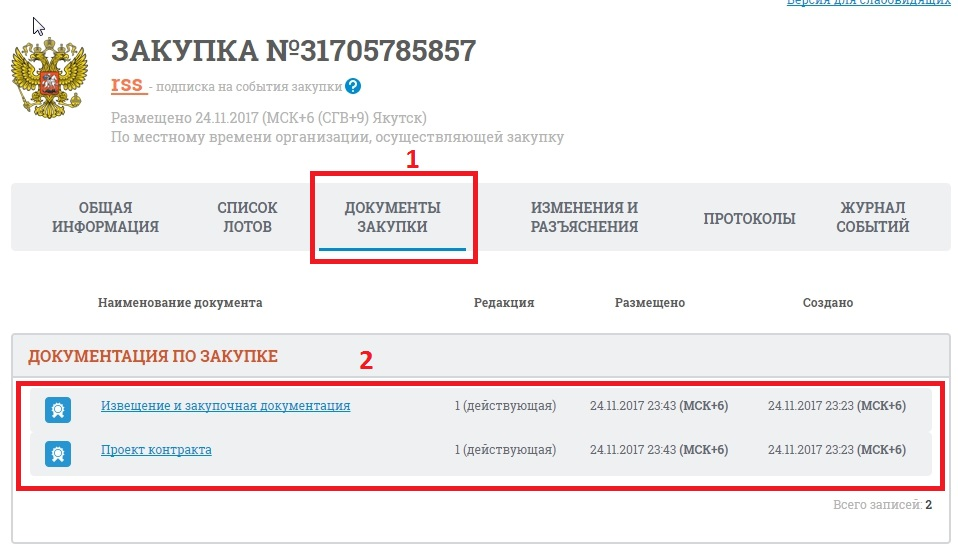 Версия для слабовидящих
ЗАКУПКА №31705785857
rss - подписка на события закупки ?
Размещено 24.11.2017 (МСК+6 (СГВ+9) Якутск)
По местному времени организации, осуществляющей закупку
1
ОБЩАЯ ИНФОРМАЦИЯ
СПИСОК ЛОТОВ
ДОКУМЕНТЫ ЗАКУПКИ
ИЗМЕНЕНИЯ И РАЗЪЯСНЕНИЯ
ПРОТОКОЛЫ
ЖУРНАЛ СОБЫТИЙ
Наименование документа Редакция Размещено Создано
ДОКУМЕНТАЦИЯ ПО ЗАКУПКЕ 2
Извещение и закупочная документация 1 (действующая) 24.11.2017 23:43 (МСК+6) 24.11.2017 23:23 (МСК+6)
Проект контракта 1 (действующая) 24.11.2017 23:43 (МСК+6) 24.11.2017 23:23 (МСК+6)
Всего записей: 2